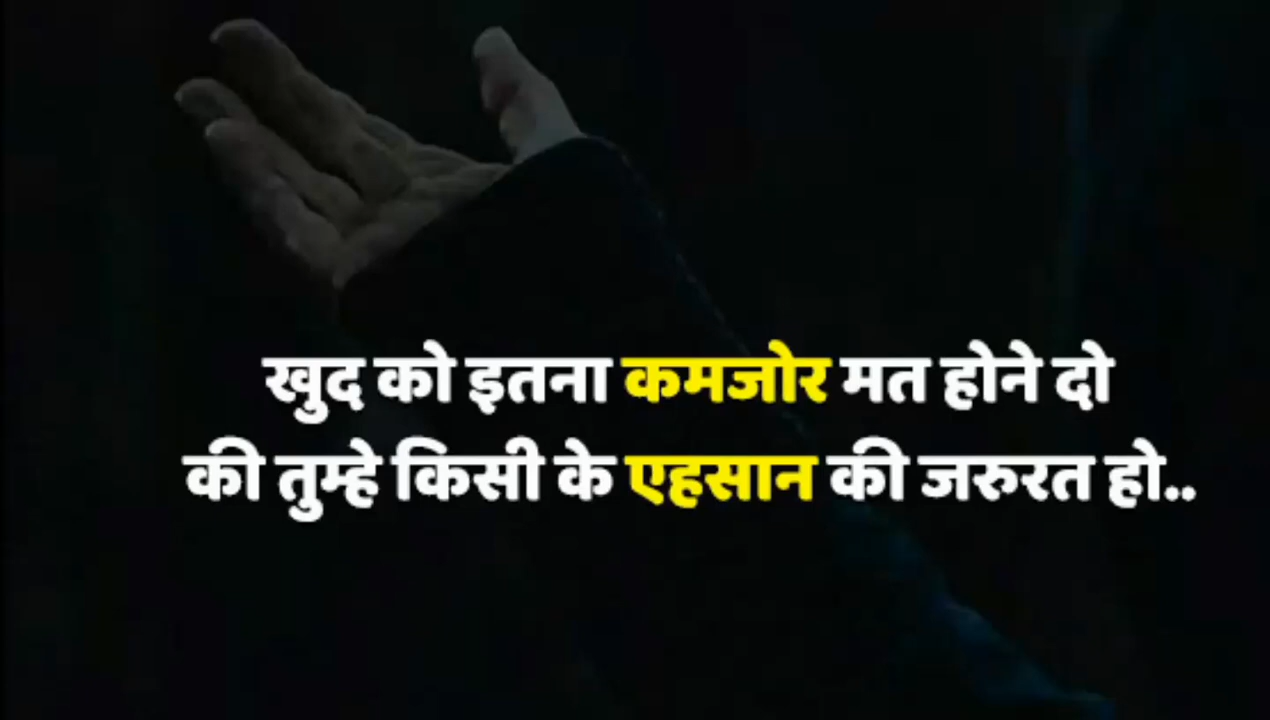 खुद को इतना कमजोर मत होने दो
की तुम्हे किसी के एहसान की जरुरत हो..